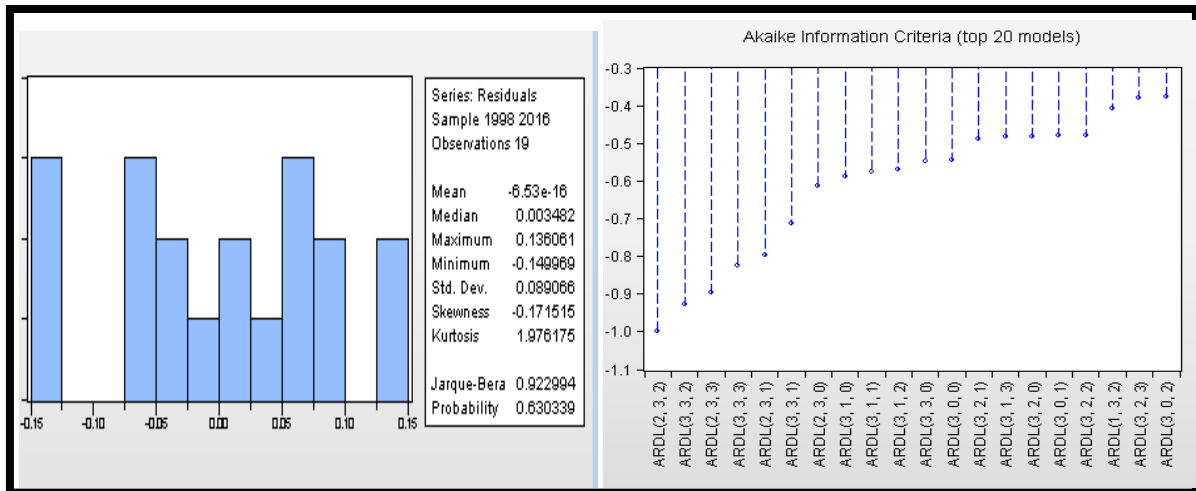 Series: Residuals
Sample 1998 2016
Observations 19
Mean -6.53e-16
Median 0.003482
Maximum 0.136061
Minimum -0.149969
Std. Dev. 0.089066
Skewness -0.171515
Kurtosis 1.976175
Jarque-Bera 0.922994
Probability 0.630339
-0.15 -0.10 -0.05 0.00 0.05 0.10 0.15
Akaike Information Criteria (top 20 models)
-0.3
-0.4
-0.5
-0.6
-0.7
-0.8
-0.9
-1.0
-1.1
ARDL(2, 3, 2)
ARDL(3, 3, 2)
ARDL(2, 3, 3)
ARDL(3, 3, 3)
ARDL(2, 3, 1)
ARDL(3, 3, 1)
ARDL(2, 3, 0)
ARDL(3, 1, 0)
ARDL(3, 1, 1)
ARDL(3, 1, 2)
ARDL(3, 3, 0)
ARDL(3, 0, 0)
ARDL(3, 2, 1)
ARDL(3, 1, 3)
ARDL(3, 2, 0)
ARDL(3, 0, 1)
ARDL(3, 2, 2)
ARDL(1, 3, 2)
ARDL(3, 2, 3)
ARDL(3, 0, 2)